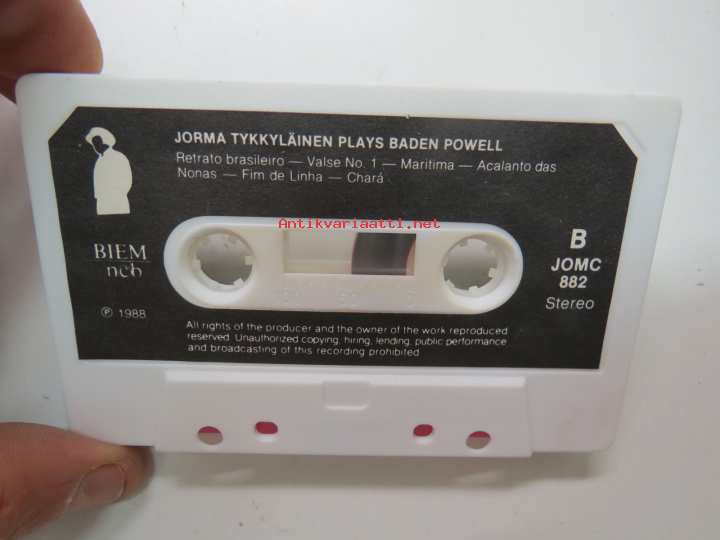 JORMA TYKKYLÄINEN PLAYS BADEN POWELL
Retrato brasileiro — Valse No. 1 — Maritima — Acalanto das
Nonas — Fim de Linha — Chará
Antikvariaatti.net
BIEM
ncb
B
JOMC
882
Stereo
℗ 1988
All rights of the producer and the owner of the work reproduced
reserved. Unauthorized copying, hiring, lending, public performance
and broadcasting of this recording prohibited